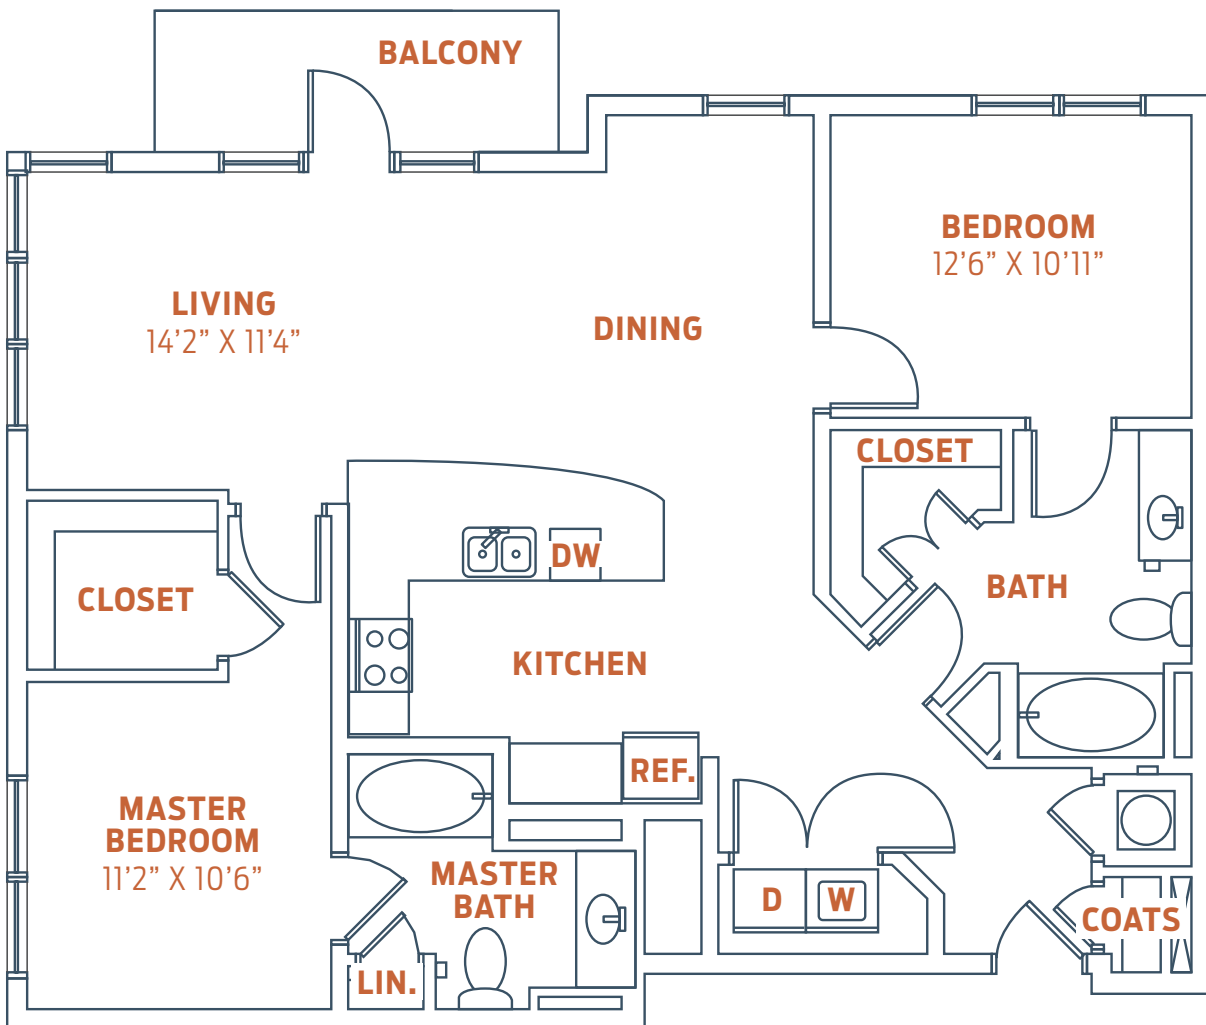 BALCONY
BEDROOM
12’6” X 10’11”
LIVING
14’2” X 11’4”
DINING
CLOSET
DW
BATH
CLOSET
KITCHEN
REF.
MASTER
BEDROOM
11’2” X 10’6”
MASTER
BATH
D
W
COATS
LIN.